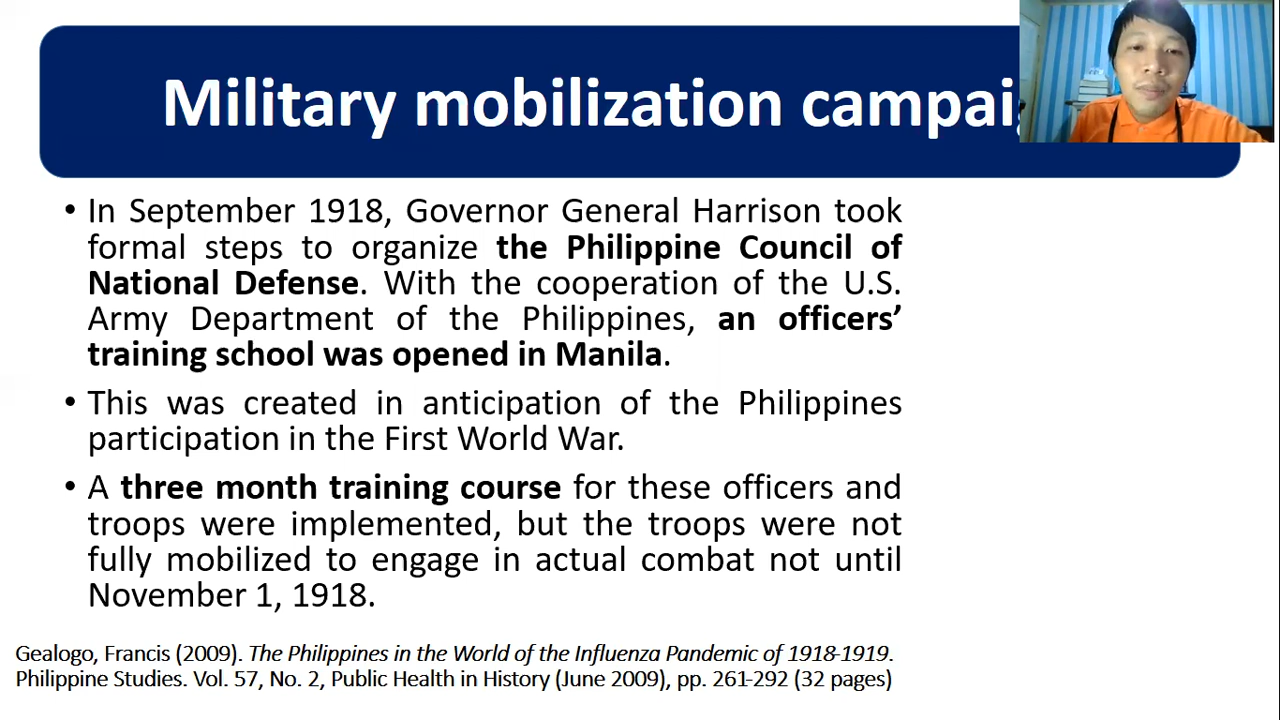 Military mobilization campai
• In September 1918, Governor General Harrison took
formal steps to organize the Philippine Council of
National Defense. With the cooperation of the U.S.
Army Department of the Philippines, an officers’
training school was opened in Manila.
• This was created in anticipation of the Philippines
participation in the First World War.
• A three month training course for these officers and
troops were implemented, but the troops were not
fully mobilized to engage in actual combat not until
November 1, 1918.
Gealogo, Francis (2009). The Philippines in the World of the Influenza Pandemic of 1918-1919.
Philippine Studies. Vol. 57, No. 2, Public Health in History (June 2009), pp. 261-292 (32 pages)